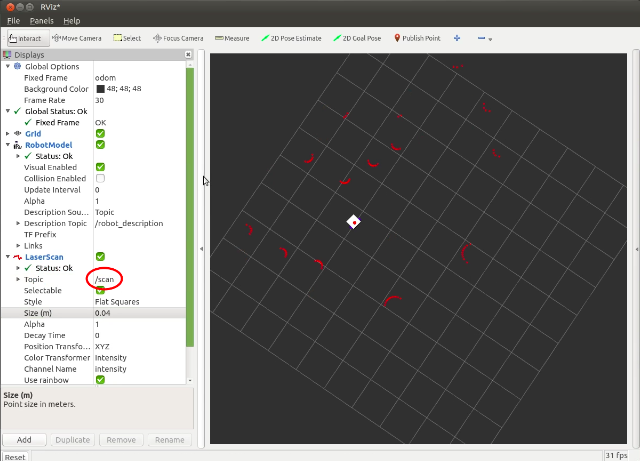 RViz*
File Panels Help
Interact Move Camera Select Focus Camera Measure 2D Pose Estimate 2D Goal Pose Publish Point
Displays
Global Options
Fixed Frame odom
Background Color 48; 48; 48
Frame Rate 30
Global Status: Ok
Fixed Frame OK
Grid
RobotModel
Status: Ok
Visual Enabled
Collision Enabled
Update Interval 0
Alpha 1
Description Sou... Topic
Description Topic /robot_description
TF Prefix
Links
LaserScan
Status: Ok
Topic /scan
Selectable
Style Flat Squares
Size (m) 0.04
Alpha 1
Decay Time 0
Position Transfo... XYZ
Color Transformer Intensity
Channel Name intensity
Use rainbow
Size (m)
Point size in meters.
Add Duplicate Remove Rename
Reset 31 fps